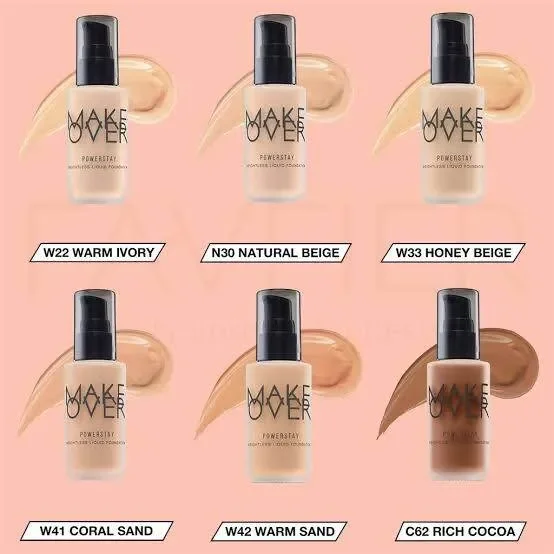 MAKE
OVER
POWERSTAY
WEIGHTLESS LIQUID FOUNDATION
MAKE
OVER
POWERSTAY
WEIGHTLESS LIQUID FOUNDATION
MAKE
OVER
POWERSTAY
WEIGHTLESS LIQUID FOUNDATION
W22 WARM IVORY
N30 NATURAL BEIGE
W33 HONEY BEIGE
MAKE
OVER
POWERSTAY
WEIGHTLESS LIQUID FOUNDATION
MAKE
OVER
POWERSTAY
WEIGHTLESS LIQUID FOUNDATION
MAKE
OVER
POWERSTAY
WEIGHTLESS LIQUID FOUNDATION
W41 CORAL SAND
W42 WARM SAND
C62 RICH COCOA